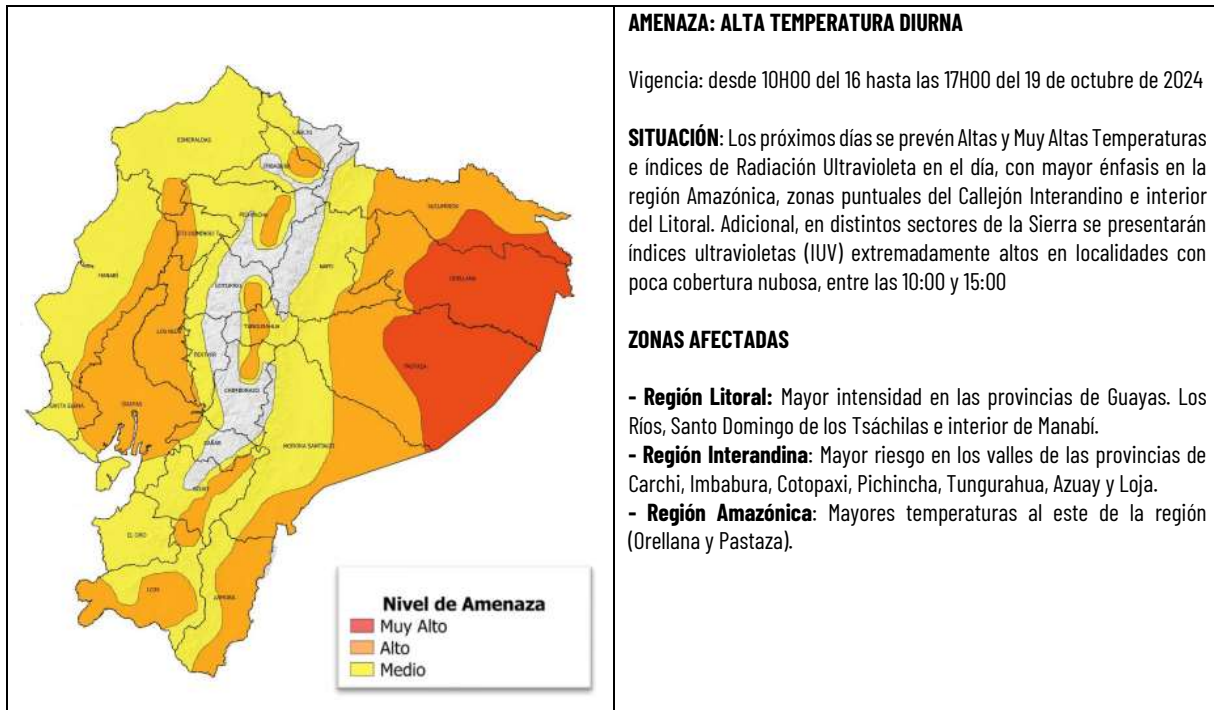 ESMERALDAS
CARCHI
IMBABURA
SUCUMBIOS
PICHINCHA
STO DOMINGO T.
MANABÍ
NAPO
ORELLANA
COTOPAXI
LOS RIOS
TUNGURAHUA
BOLIVAR
PASTAZA
CHIMBORAZO
SANTA ELENA
GUAYAS
CAÑAR
MORONA SANTIAGO
AZUAY
EL ORO
LOJA
ZAMORA
Nivel de Amenaza
Muy Alto
Alto
Medio
AMENAZA: ALTA TEMPERATURA DIURNA
Vigencia: desde 10H00 del 16 hasta las 17H00 del 19 de octubre de 2024
SITUACIÓN: Los próximos días se prevén Altas y Muy Altas Temperaturas
e índices de Radiación Ultravioleta en el día, con mayor énfasis en la
región Amazónica, zonas puntuales del Callejón Interandino e interior
del Litoral. Adicional, en distintos sectores de la Sierra se presentarán
índices ultravioletas (IUV) extremadamente altos en localidades con
poca cobertura nubosa, entre las 10:00 y 15:00
ZONAS AFECTADAS
- Región Litoral: Mayor intensidad en las provincias de Guayas. Los
Ríos, Santo Domingo de los Tsáchilas e interior de Manabí.
- Región Interandina: Mayor riesgo en los valles de las provincias de
Carchi, Imbabura, Cotopaxi, Pichincha, Tungurahua, Azuay y Loja.
- Región Amazónica: Mayores temperaturas al este de la región
(Orellana y Pastaza).